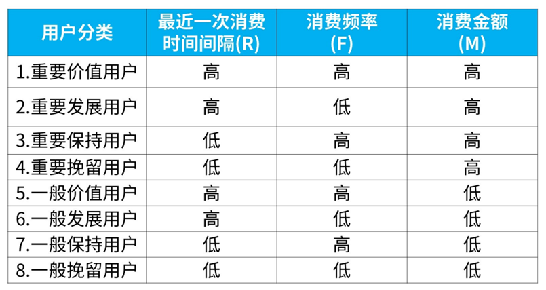 用户分类 最近一次消费时间间隔(R) 消费频率(F) 消费金额(M)
1.重要价值用户 高 高 高
2.重要发展用户 高 低 高
3.重要保持用户 低 高 高
4.重要挽留用户 低 低 高
5.一般价值用户 高 高 低
6.一般发展用户 高 低 低
7.一般保持用户 低 高 低
8.一般挽留用户 低 低 低